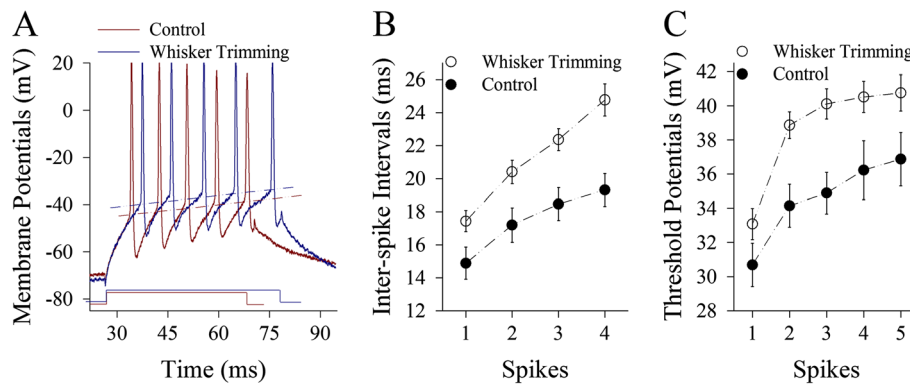 A
Control
Whisker Trimming
Membrane Potentials (mV)
20
0
-20
-40
-60
-80
30 45 60 75 90
Time (ms)
B
Whisker Trimming
Control
Inter-spike Intervals (ms)
26
24
22
20
18
16
14
12
1 2 3 4
Spikes
C
Whisker Trimming
Control
Threshold Potentials (mV)
42
40
38
36
34
32
30
28
1 2 3 4 5
Spikes